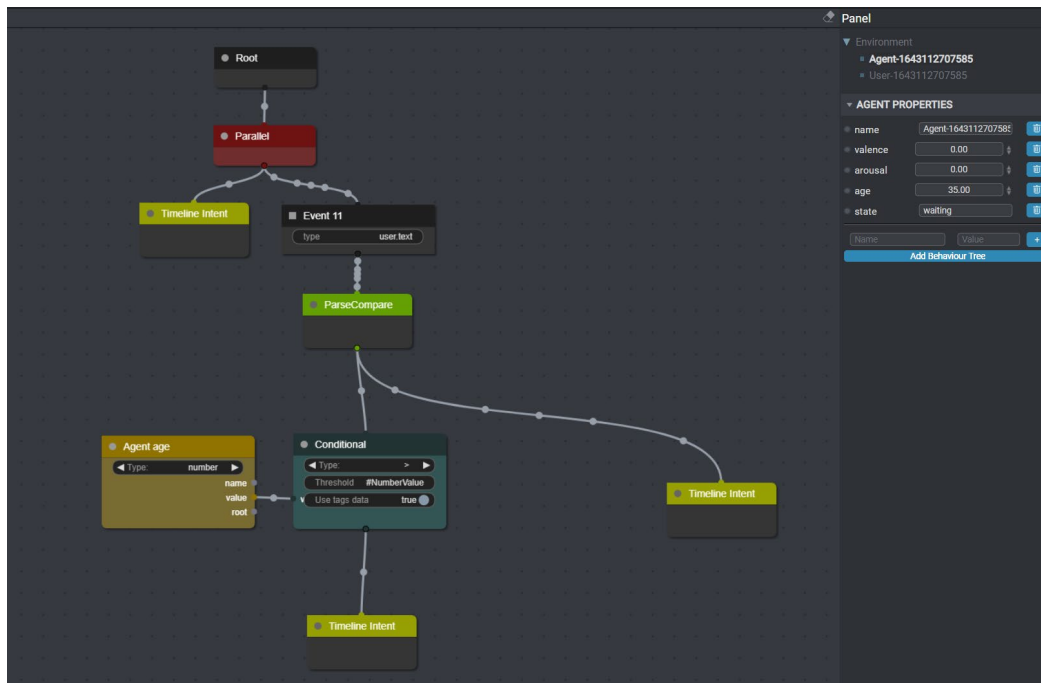 Panel
Environment
Agent-1643112707585
User-1643112707585
AGENT PROPERTIES
name Agent-1643112707585
valence 0.00
arousal 0.00
age 35.00
state waiting
Name Value +
Add Behaviour Tree
Root
Parallel
Timeline Intent
Event 11
type user.text
ParseCompare
Agent age
Type: number
name
value
root
Conditional
Type: >
Threshold #NumberValue
v Use tags data true
Timeline Intent
Timeline Intent